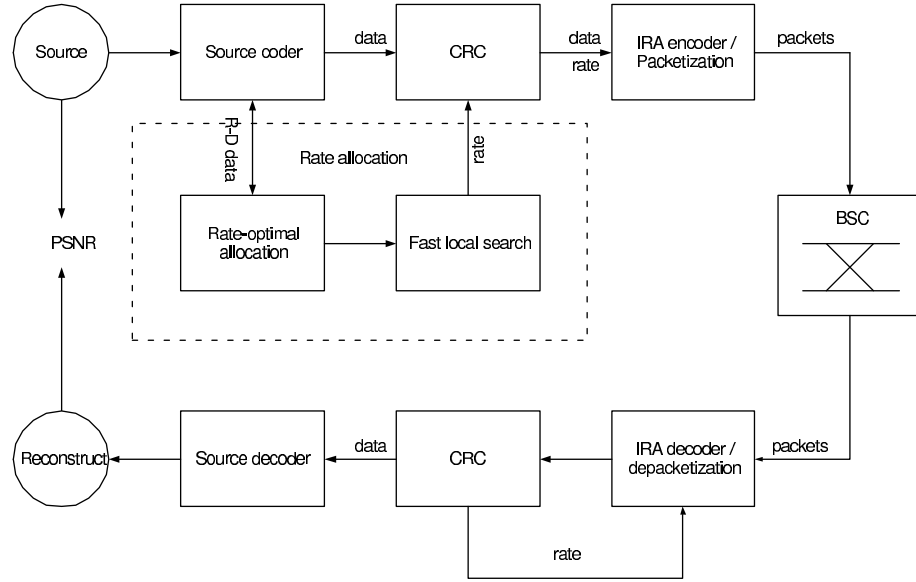 Source
Source coder
data
CRC
data
rate
IRA encoder /
Packetization
packets
R-D data
Rate allocation
rate
Rate-optimal
allocation
Fast local search
PSNR
BSC
Reconstruct
Source decoder
data
CRC
IRA decoder /
depacketization
packets
rate